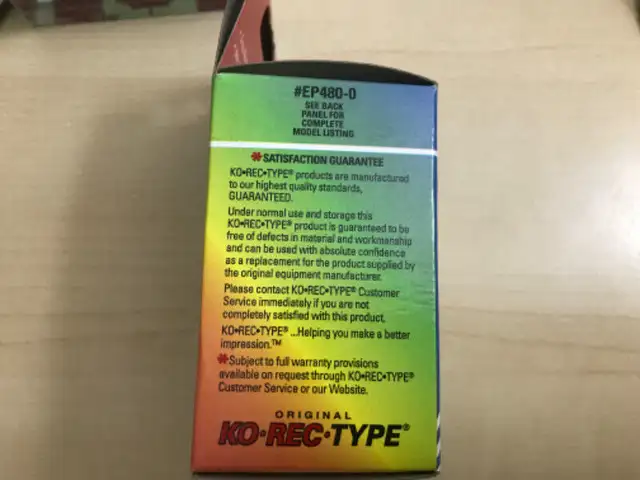 #EP480-0
SEE BACK
PANEL FOR
COMPLETE
MODEL LISTING
*SATISFACTION GUARANTEE
KO•REC•TYPE® products are manufactured
to our highest quality standards,
GUARANTEED.
Under normal use and storage this
KO•REC•TYPE® product is guaranteed to be
free of defects in material and workmanship
and can be used with absolute confidence
as a replacement for the product supplied by
the original equipment manufacturer.
Please contact KO•REC•TYPE® Customer
Service immediately if you are not
completely satisfied with this product.
KO•REC•TYPE® ...Helping you make a better
impression.™
*Subject to full warranty provisions
available on request through KO•REC•TYPE®
Customer Service or our Website.
ORIGINAL
KO•REC•TYPE®